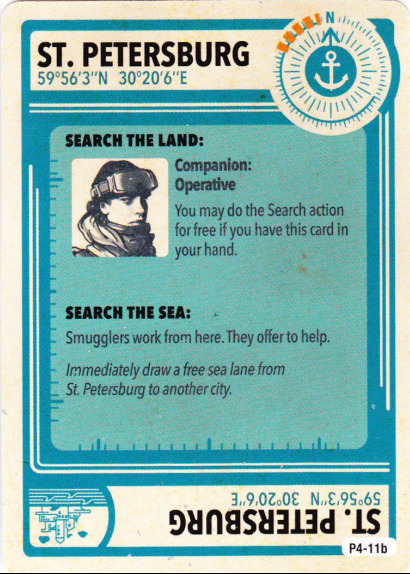 ST. PETERSBURG
59°56'3"N 30°20'6"E
N
SEARCH THE LAND:
Companion:
Operative
You may do the Search action
for free if you have this card in
your hand.
SEARCH THE SEA:
Smugglers work from here. They offer to help.
Immediately draw a free sea lane from
St. Petersburg to another city.
59°56'3"N 30°20'6"E
ST. PETERSBURG
P4-11b